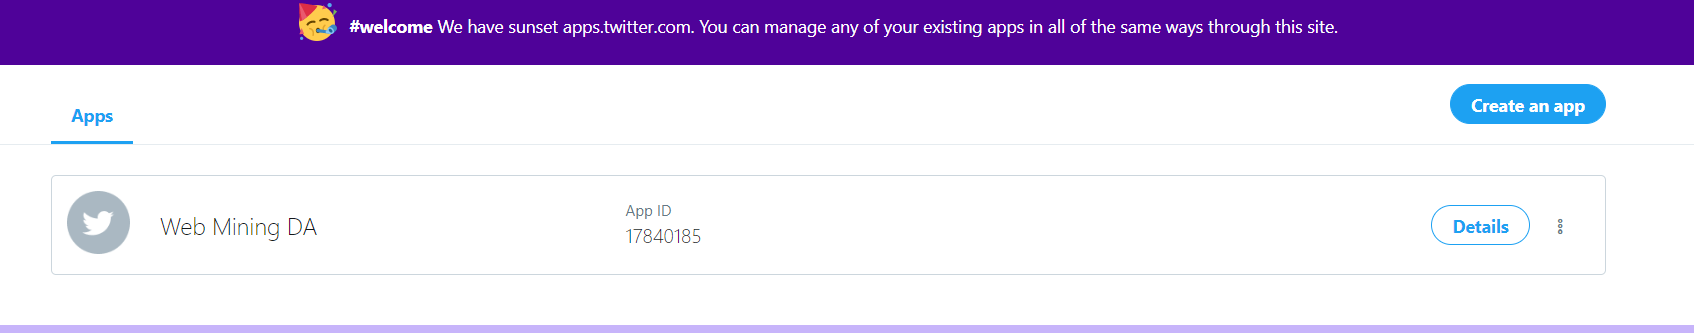 #welcome We have sunset apps.twitter.com. You can manage any of your existing apps in all of the same ways through this site.
Apps
Create an app
Web Mining DA
App ID
17840185
Details